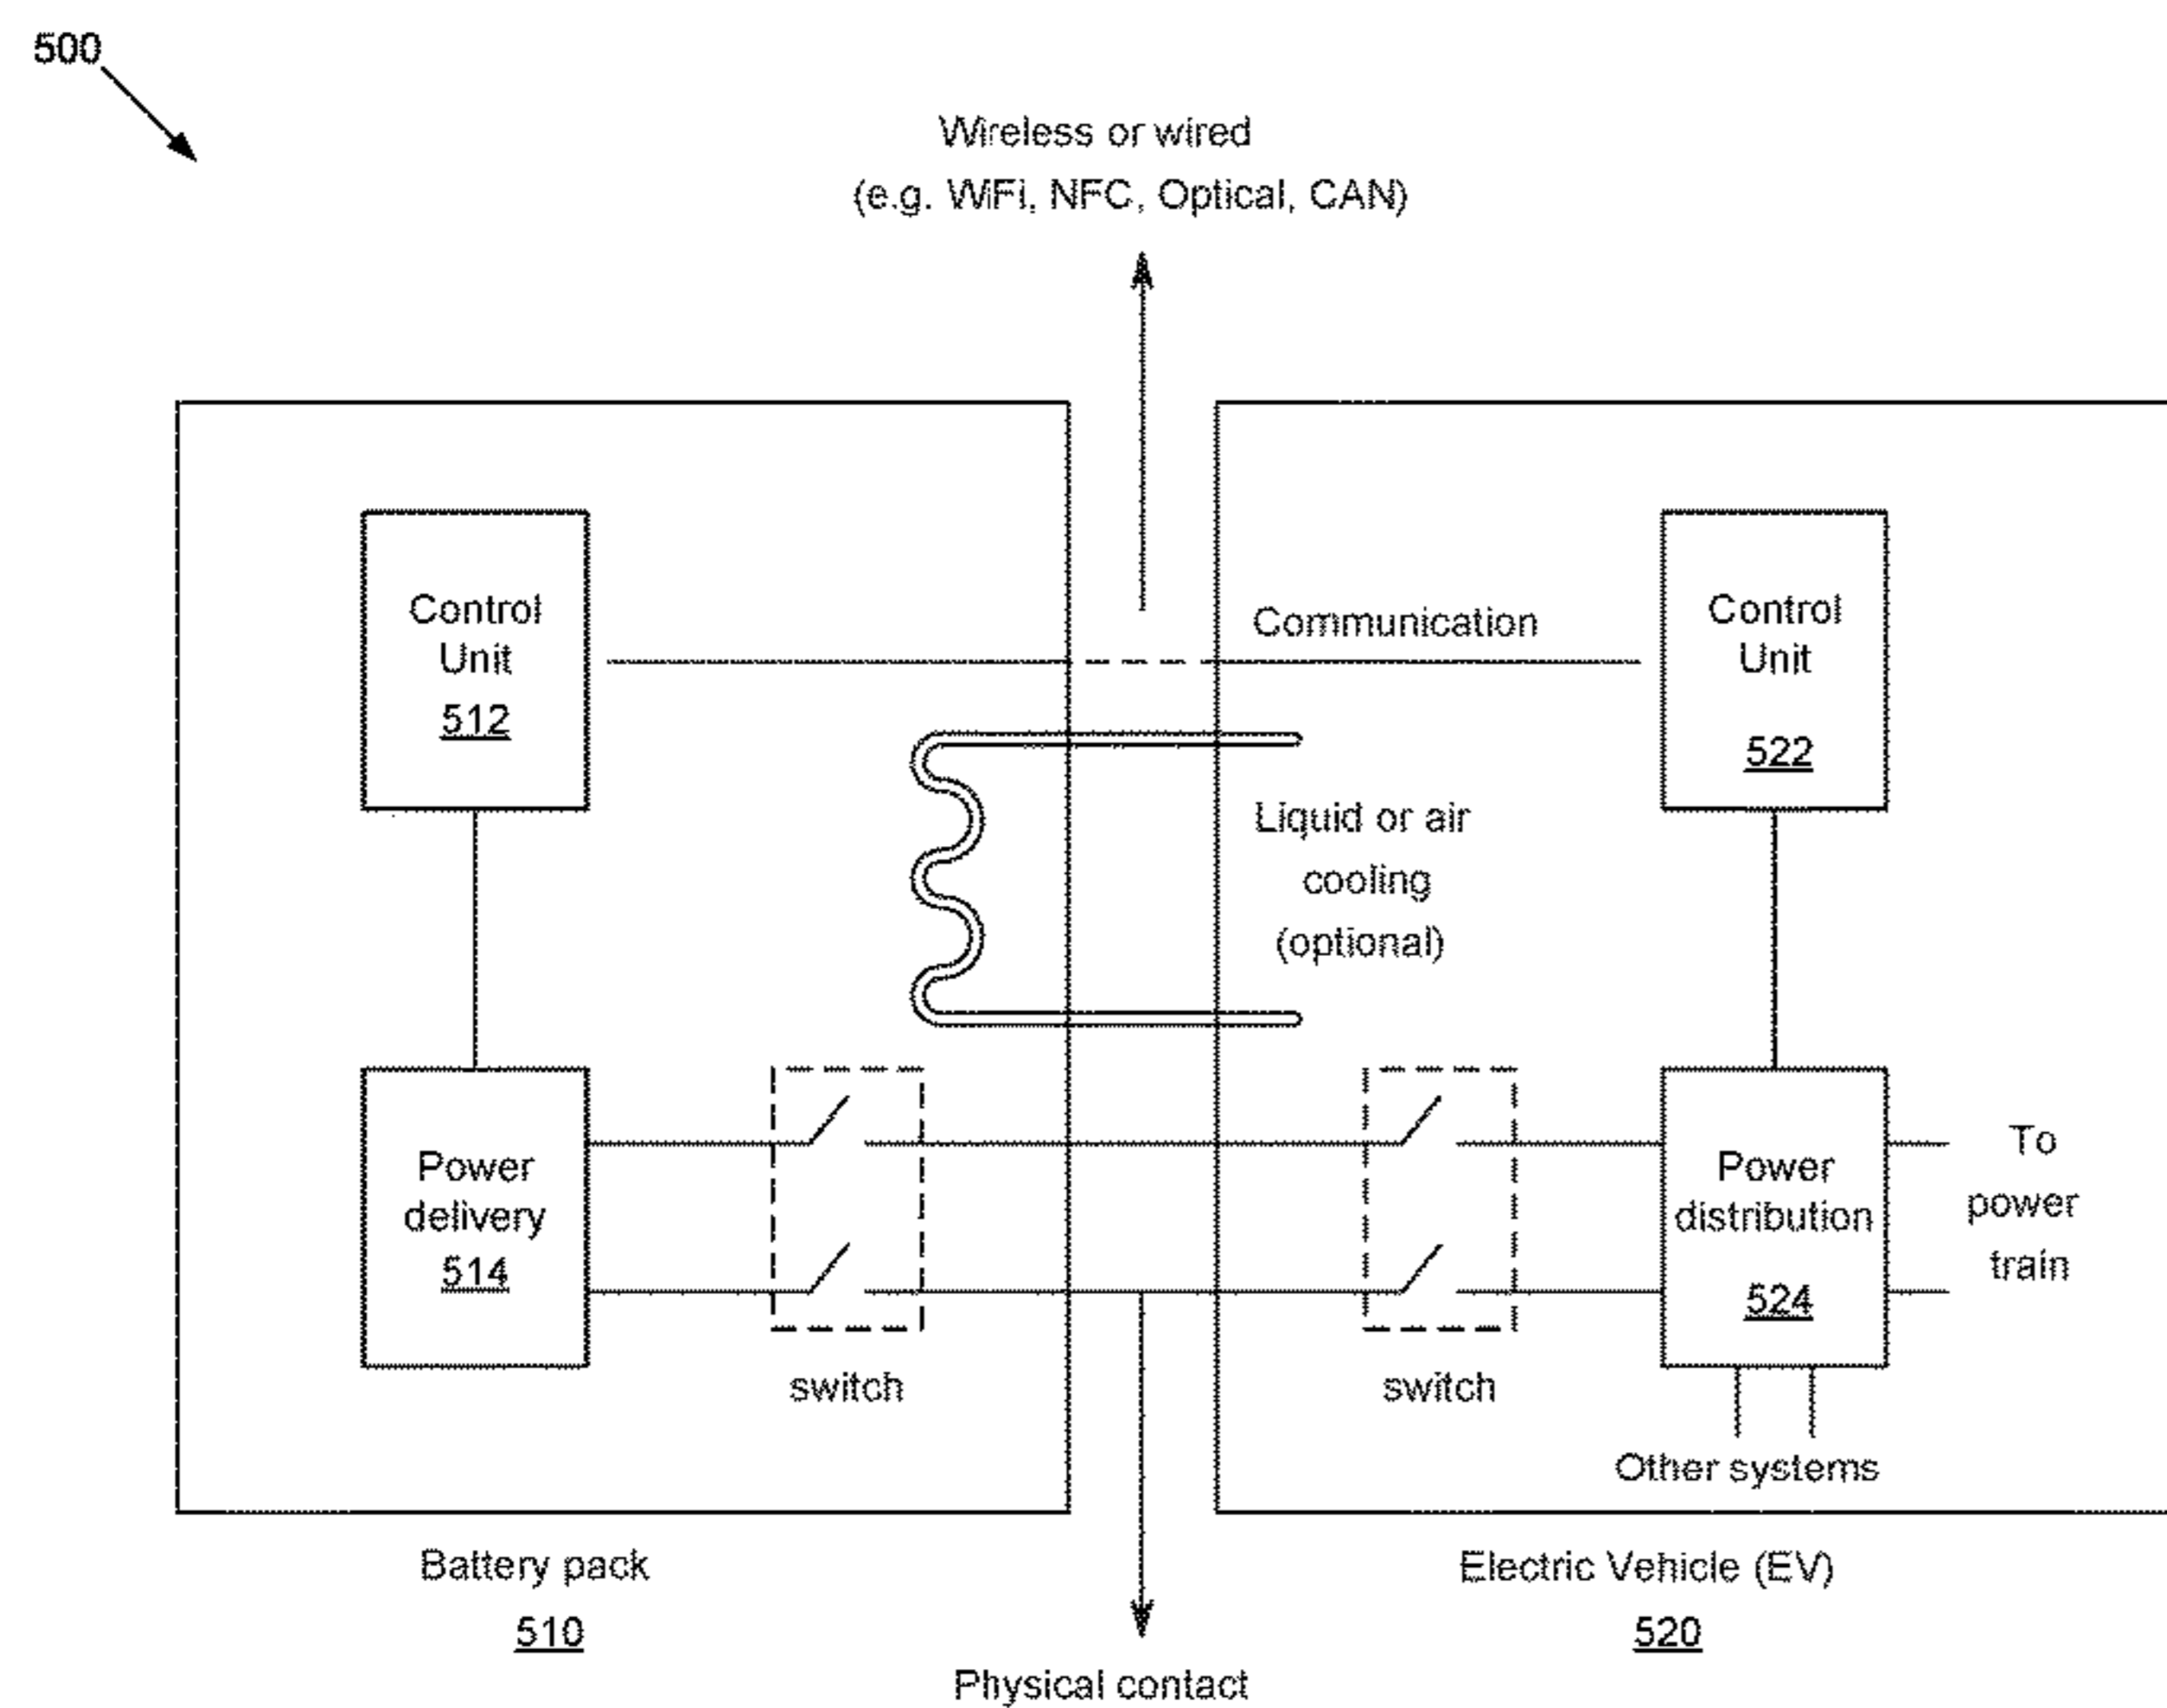 500
Wireless or wired
(e.g. WiFi, NFC, Optical, CAN)
Control
Unit
512
Communication
Control
Unit
522
Liquid or air
cooling
(optional)
Power
delivery
514
switch
switch
Power
distribution
524
To
power
train
Other systems
Battery pack
510
Electric Vehicle (EV)
520
Physical contact